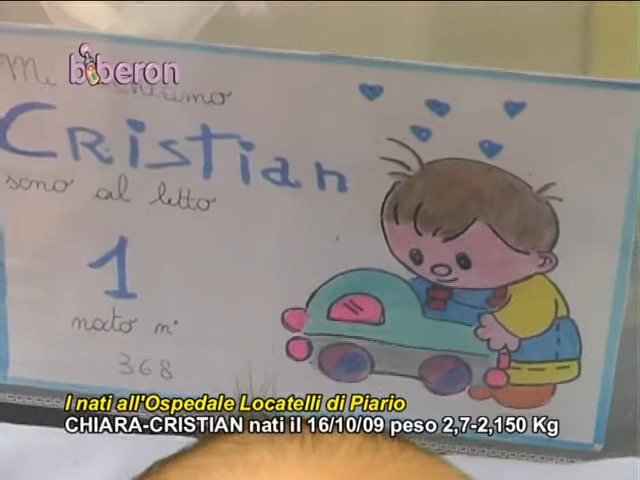 biberon
Mi chiamo
Cristian
sono al letto
1
nato n°
368
I nati all'Ospedale Locatelli di Piario
CHIARA-CRISTIAN nati il 16/10/09 peso 2,7-2,150 Kg